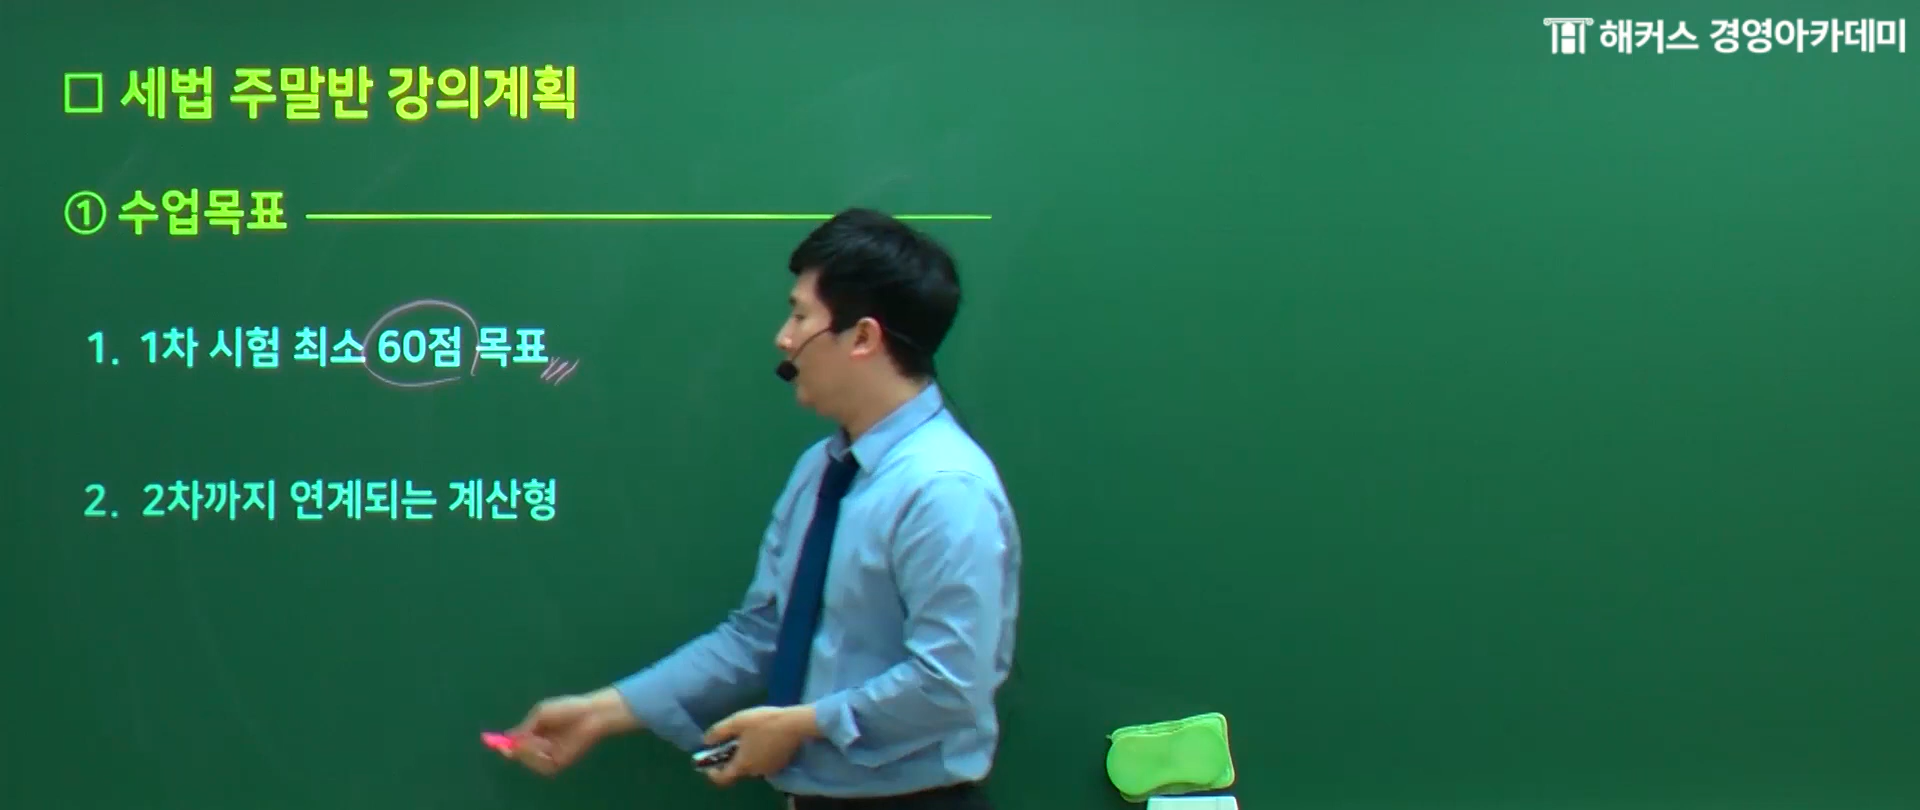 해커스 경영아카데미
□ 세법 주말반 강의계획
① 수업목표
1. 1차 시험 최소 60점 목표
2. 2차까지 연계되는 계산형